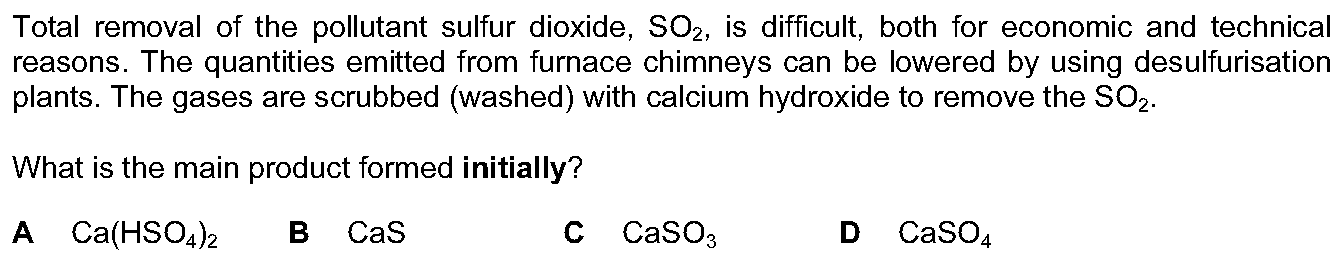 Total removal of the pollutant sulfur dioxide, SO₂, is difficult, both for economic and technical
reasons. The quantities emitted from furnace chimneys can be lowered by using desulfurisation
plants. The gases are scrubbed (washed) with calcium hydroxide to remove the SO₂.
What is the main product formed initially?
A Ca(HSO₄)₂ B CaS C CaSO₃ D CaSO₄